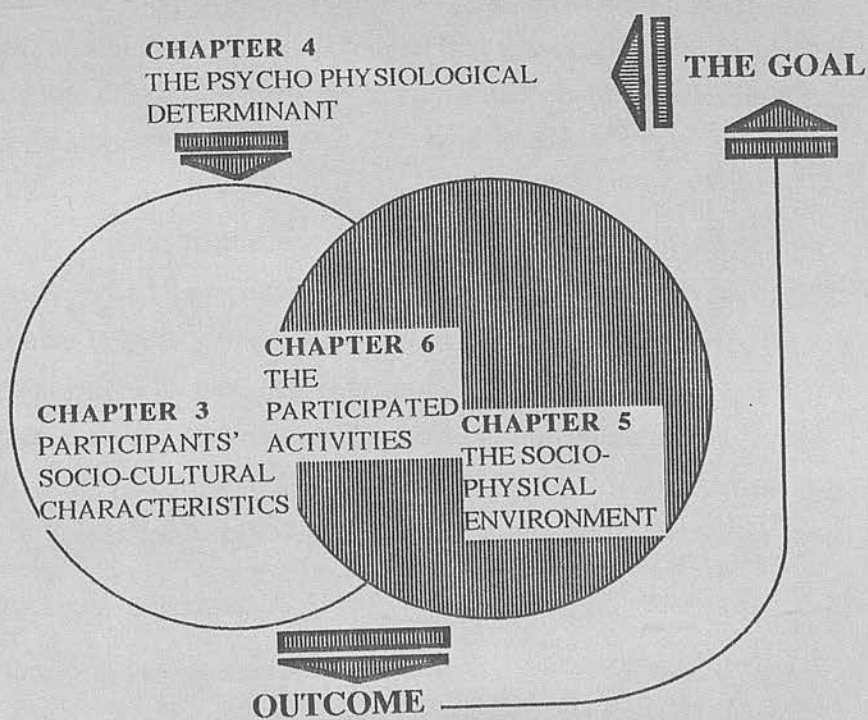 CHAPTER 4
THE PSYCHO PHYSIOLOGICAL
DETERMINANT
THE GOAL
CHAPTER 6
THE
PARTICIPATED
ACTIVITIES
CHAPTER 3
PARTICIPANTS'
SOCIO-CULTURAL
CHARACTERISTICS
CHAPTER 5
THE SOCIO-
PHYSICAL
ENVIRONMENT
OUTCOME